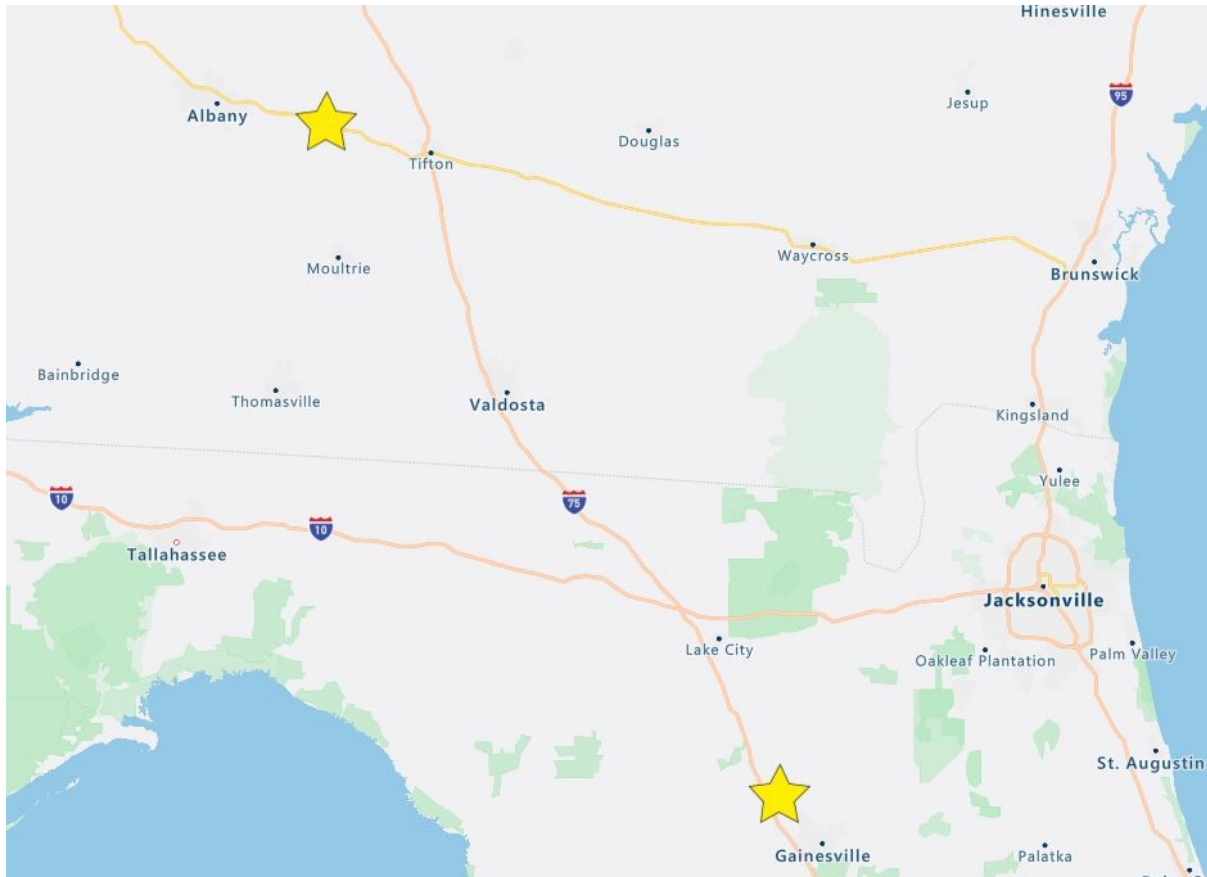 Hinesville
95
Albany
Jesup
Douglas
Tifton
Waycross
Moultrie
Brunswick
Bainbridge
Thomasville
Valdosta
Kingsland
Yulee
10
75
10
Tallahassee
Jacksonville
Lake City
Oakleaf Plantation
Palm Valley
St. Augustin
Gainesville
Palatka